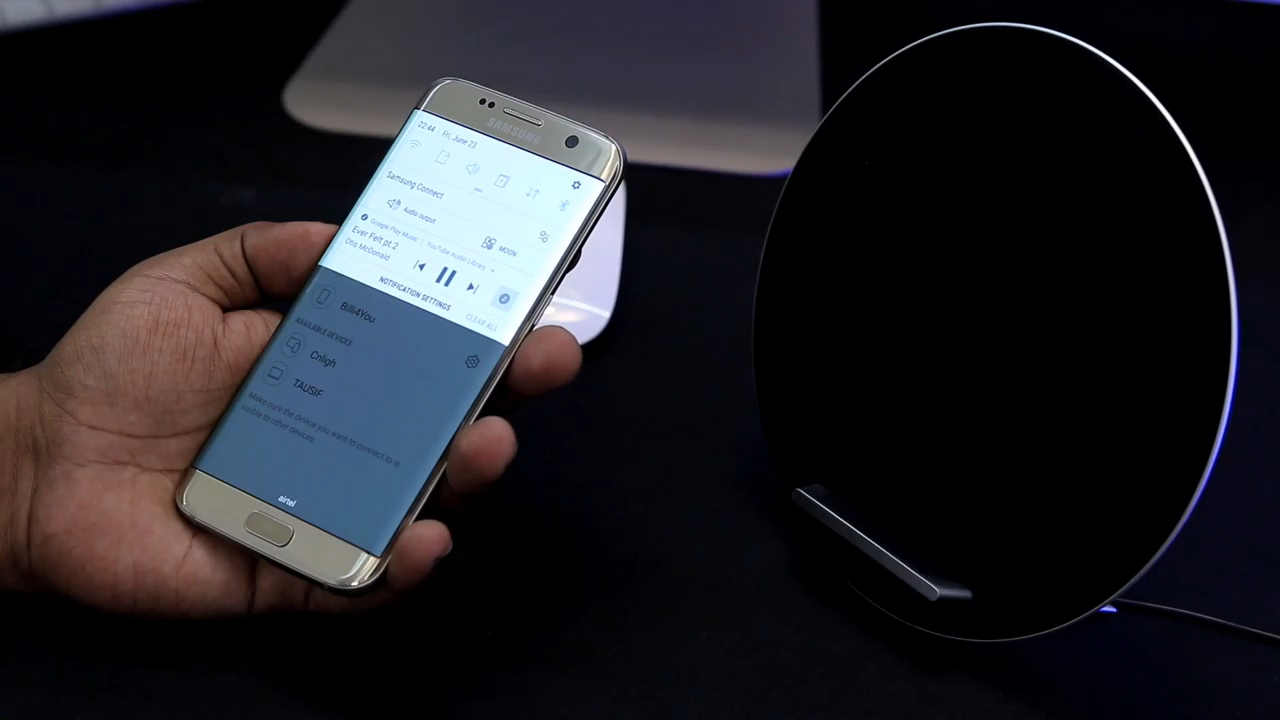 SAMSUNG
22:44 Fri, June 23
Samsung Connect
Audio output
MOON
Google Play Music | YouTube Audio Library
Ever Felt pt.2
Otis McDonald
NOTIFICATION SETTINGS
CLEAR ALL
Billi4You
AVAILABLE DEVICES
Cnligh
TAUSIF
Make sure the device you want to connect to is
visible to other devices.
airtel